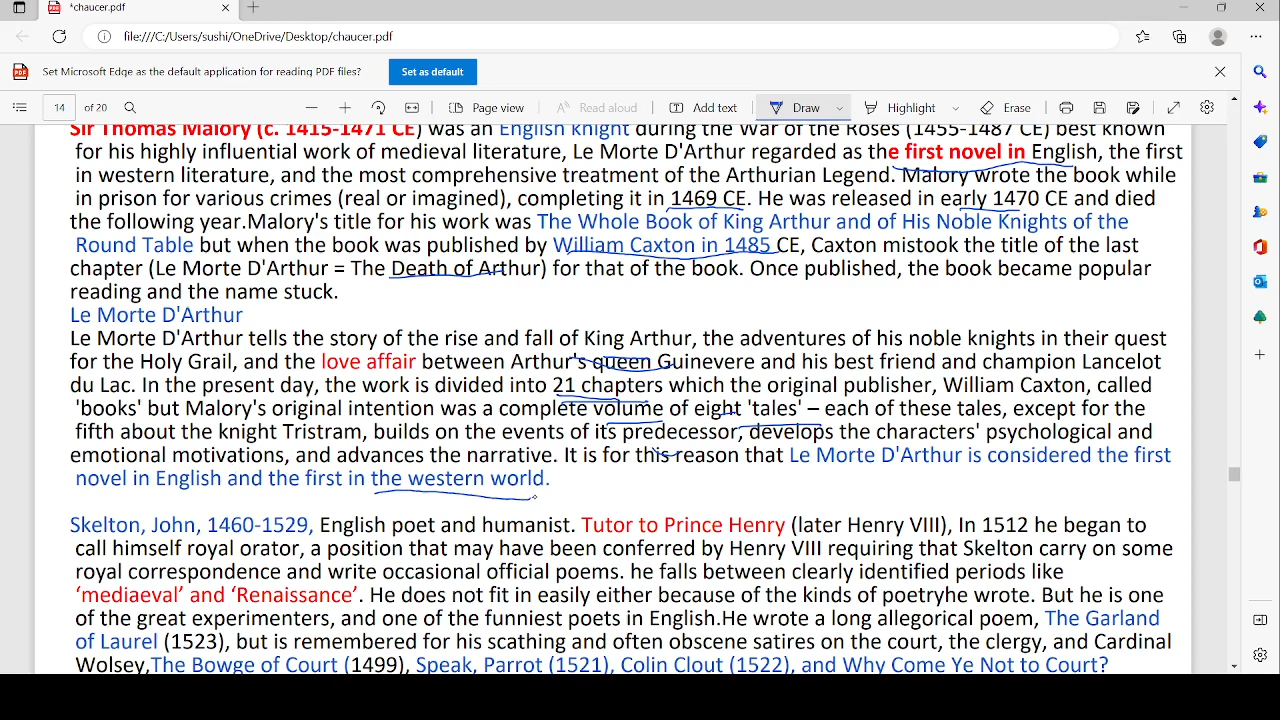 *chaucer.pdf
file:///C:/Users/sushi/OneDrive/Desktop/chaucer.pdf
Set Microsoft Edge as the default application for reading PDF files?
Set as default
14 of 20
Page view
Read aloud
Add text
Draw
Highlight
Erase
Sir Thomas Malory (c. 1415-1471 CE) was an English knight during the War of the Roses (1455-1487 CE) best known
for his highly influential work of medieval literature, Le Morte D'Arthur regarded as the first novel in English, the first
in western literature, and the most comprehensive treatment of the Arthurian Legend. Malory wrote the book while
in prison for various crimes (real or imagined), completing it in 1469 CE. He was released in early 1470 CE and died
the following year.Malory's title for his work was The Whole Book of King Arthur and of His Noble Knights of the
Round Table but when the book was published by William Caxton in 1485 CE, Caxton mistook the title of the last
chapter (Le Morte D'Arthur = The Death of Arthur) for that of the book. Once published, the book became popular
reading and the name stuck.
Le Morte D'Arthur
Le Morte D'Arthur tells the story of the rise and fall of King Arthur, the adventures of his noble knights in their quest
for the Holy Grail, and the love affair between Arthur's queen Guinevere and his best friend and champion Lancelot
du Lac. In the present day, the work is divided into 21 chapters which the original publisher, William Caxton, called
'books' but Malory's original intention was a complete volume of eight 'tales' – each of these tales, except for the
fifth about the knight Tristram, builds on the events of its predecessor, develops the characters' psychological and
emotional motivations, and advances the narrative. It is for this reason that Le Morte D'Arthur is considered the first
novel in English and the first in the western world.
Skelton, John, 1460-1529, English poet and humanist. Tutor to Prince Henry (later Henry VIII), In 1512 he began to
call himself royal orator, a position that may have been conferred by Henry VIII requiring that Skelton carry on some
royal correspondence and write occasional official poems. he falls between clearly identified periods like
‘mediaeval’ and ‘Renaissance’. He does not fit in easily either because of the kinds of poetryhe wrote. But he is one
of the great experimenters, and one of the funniest poets in English.He wrote a long allegorical poem, The Garland
of Laurel (1523), but is remembered for his scathing and often obscene satires on the court, the clergy, and Cardinal
Wolsey,The Bowge of Court (1499), Speak, Parrot (1521), Colin Clout (1522), and Why Come Ye Not to Court?